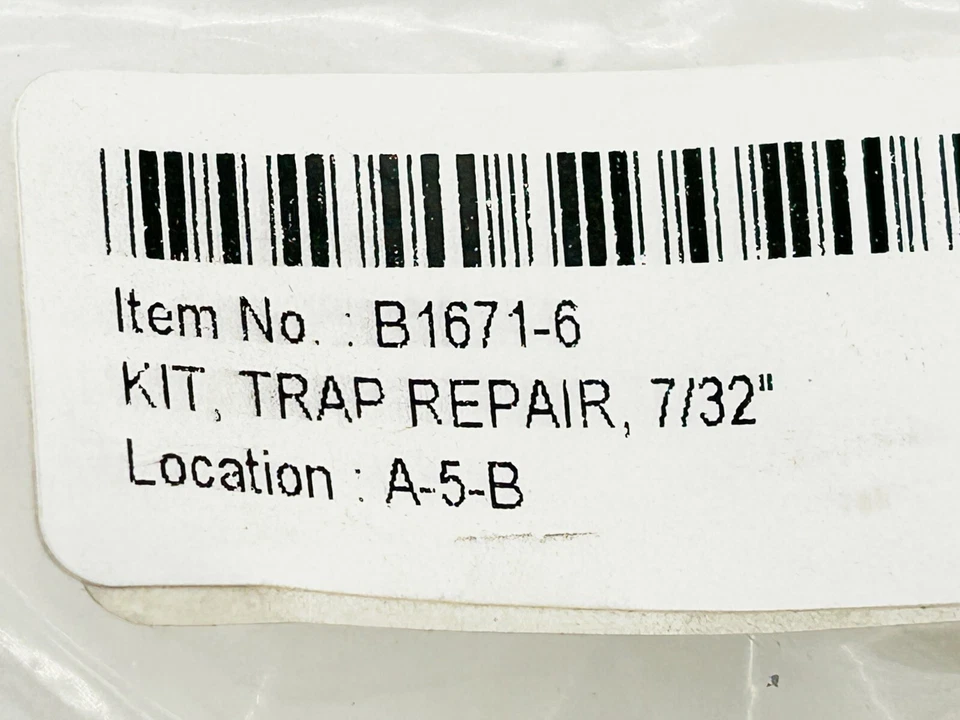 Item No. : B1671-6
KIT, TRAP REPAIR, 7/32"
Location : A-5-B